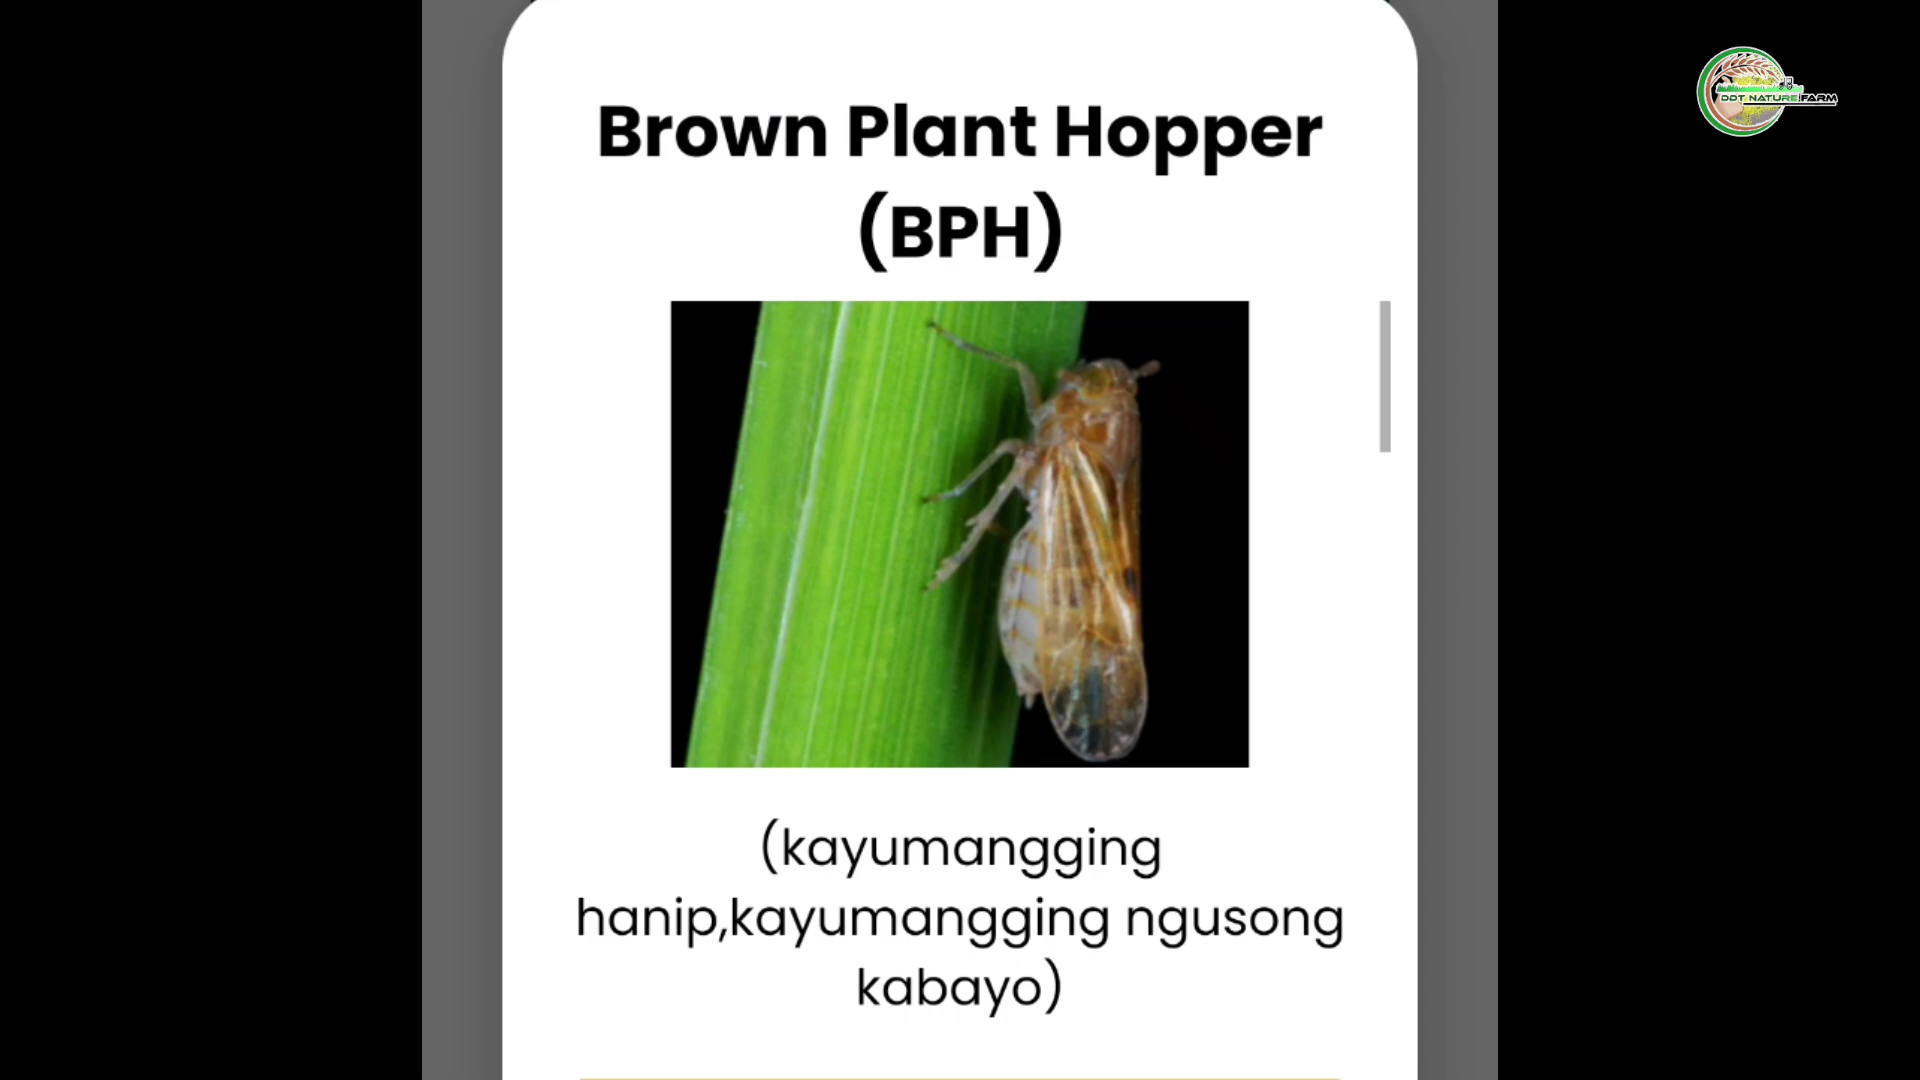 Brown Plant Hopper
(BPH)
DDT NATURE FARM
(kayumangging
hanip,kayumangging ngusong
kabayo)